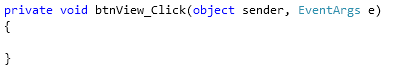 private void btnView_Click(object sender, EventArgs e)
{
}